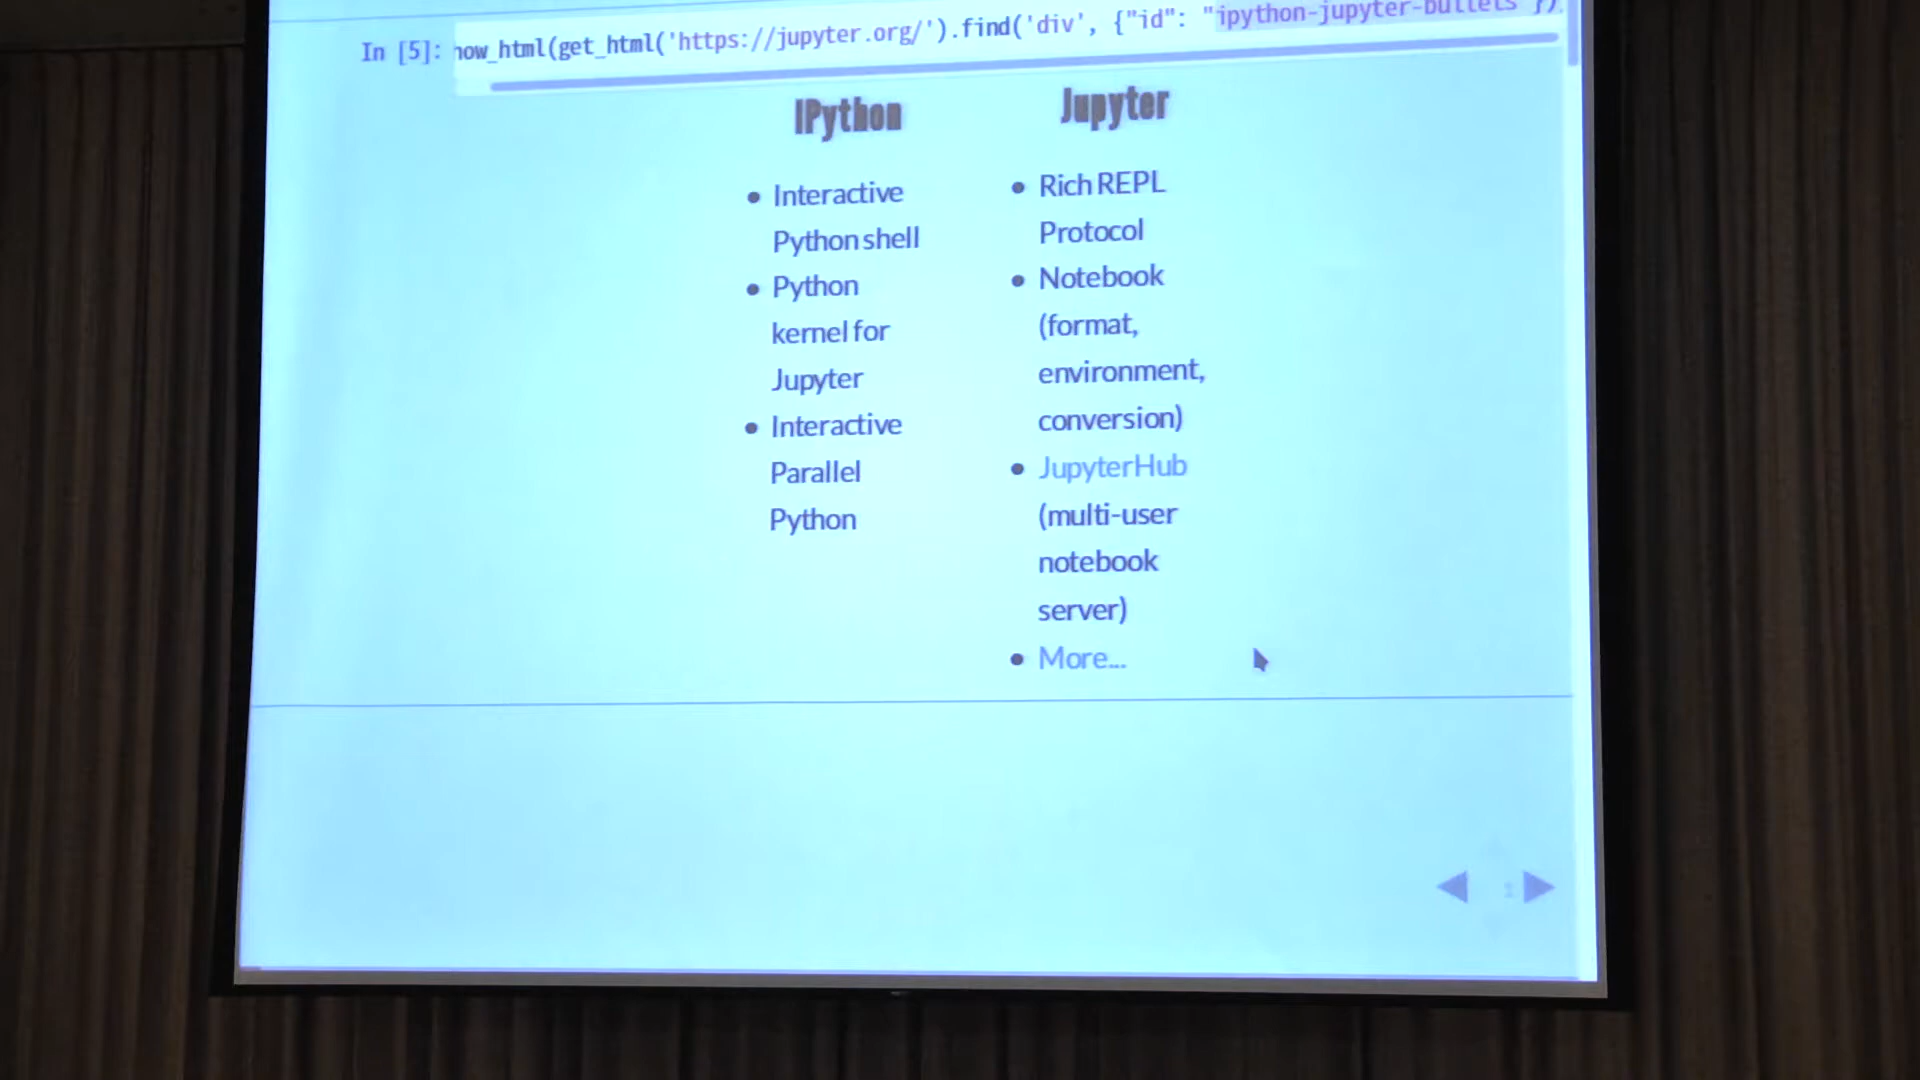 In [5]: how_html(get_html('https://jupyter.org/').find('div', {"id": "ipython-jupyter-bullets"})
IPython
• Interactive
Python shell
• Python
kernel for
Jupyter
• Interactive
Parallel
Python
Jupyter
• Rich REPL
Protocol
• Notebook
(format,
environment,
conversion)
• JupyterHub
(multi-user
notebook
server)
• More...